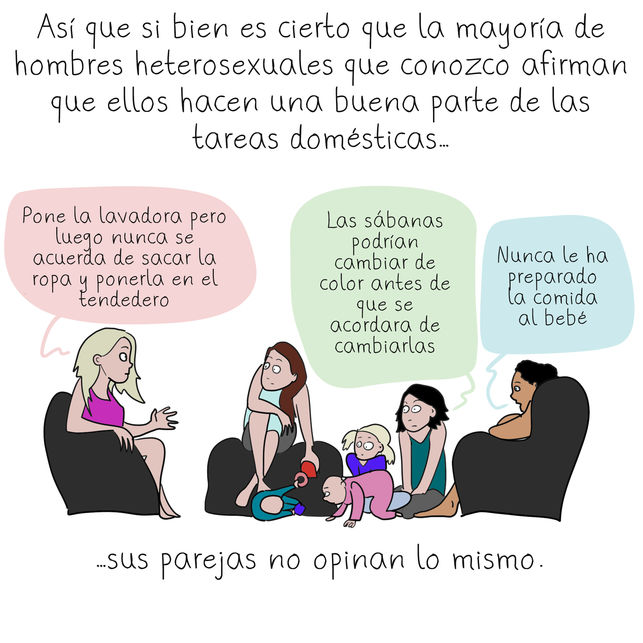 Así que si bien es cierto que la mayoría de
hombres heterosexuales que conozco afirman
que ellos hacen una buena parte de las
tareas domésticas...
Pone la lavadora pero
luego nunca se
acuerda de sacar la
ropa y ponerla en el
tendedero
Las sábanas
podrían
cambiar de
color antes de
que se
acordara de
cambiarlas
Nunca le ha
preparado
la comida
al bebé
...sus parejas no opinan lo mismo.